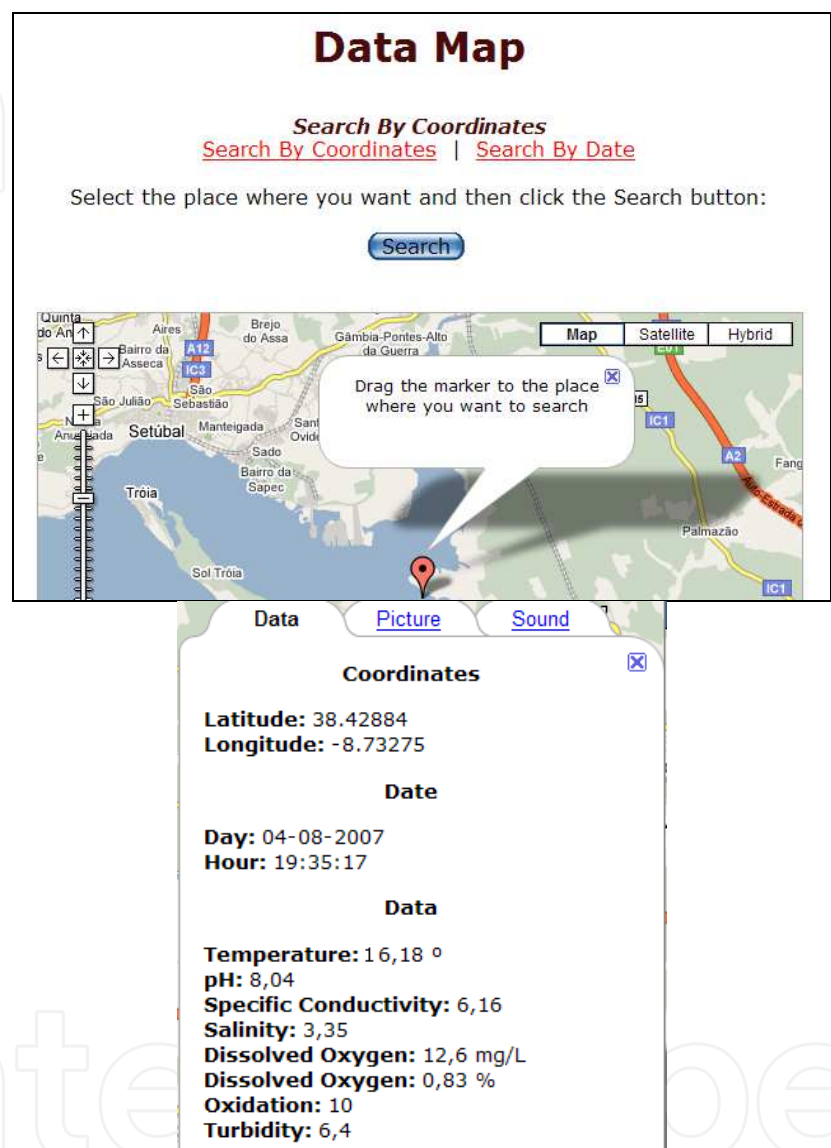 Data Map
Search By Coordinates
Search By Coordinates | Search By Date
Select the place where you want and then click the Search button:
Search
Quinta
do An
Aires
Brejo
do Assa
Gâmbia-Pontes-Alto
da Guerra
Map
Satellite
Hybrid
Bairro da
Asseca
A12
IC3
São
Sebastião
São Julião
Setúbal
Manteigada
Sado
Bairro da
Sapec
Tróia
Sol Tróia
Drag the marker to the place
where you want to search
IC1
A2
Fang
Auto-Estrada
Palmazão
IC1
Data
Picture
Sound
Coordinates
Latitude: 38.42884
Longitude: -8.73275
Date
Day: 04-08-2007
Hour: 19:35:17
Data
Temperature: 16,18 º
pH: 8,04
Specific Conductivity: 6,16
Salinity: 3,35
Dissolved Oxygen: 12,6 mg/L
Dissolved Oxygen: 0,83 %
Oxidation: 10
Turbidity: 6,4